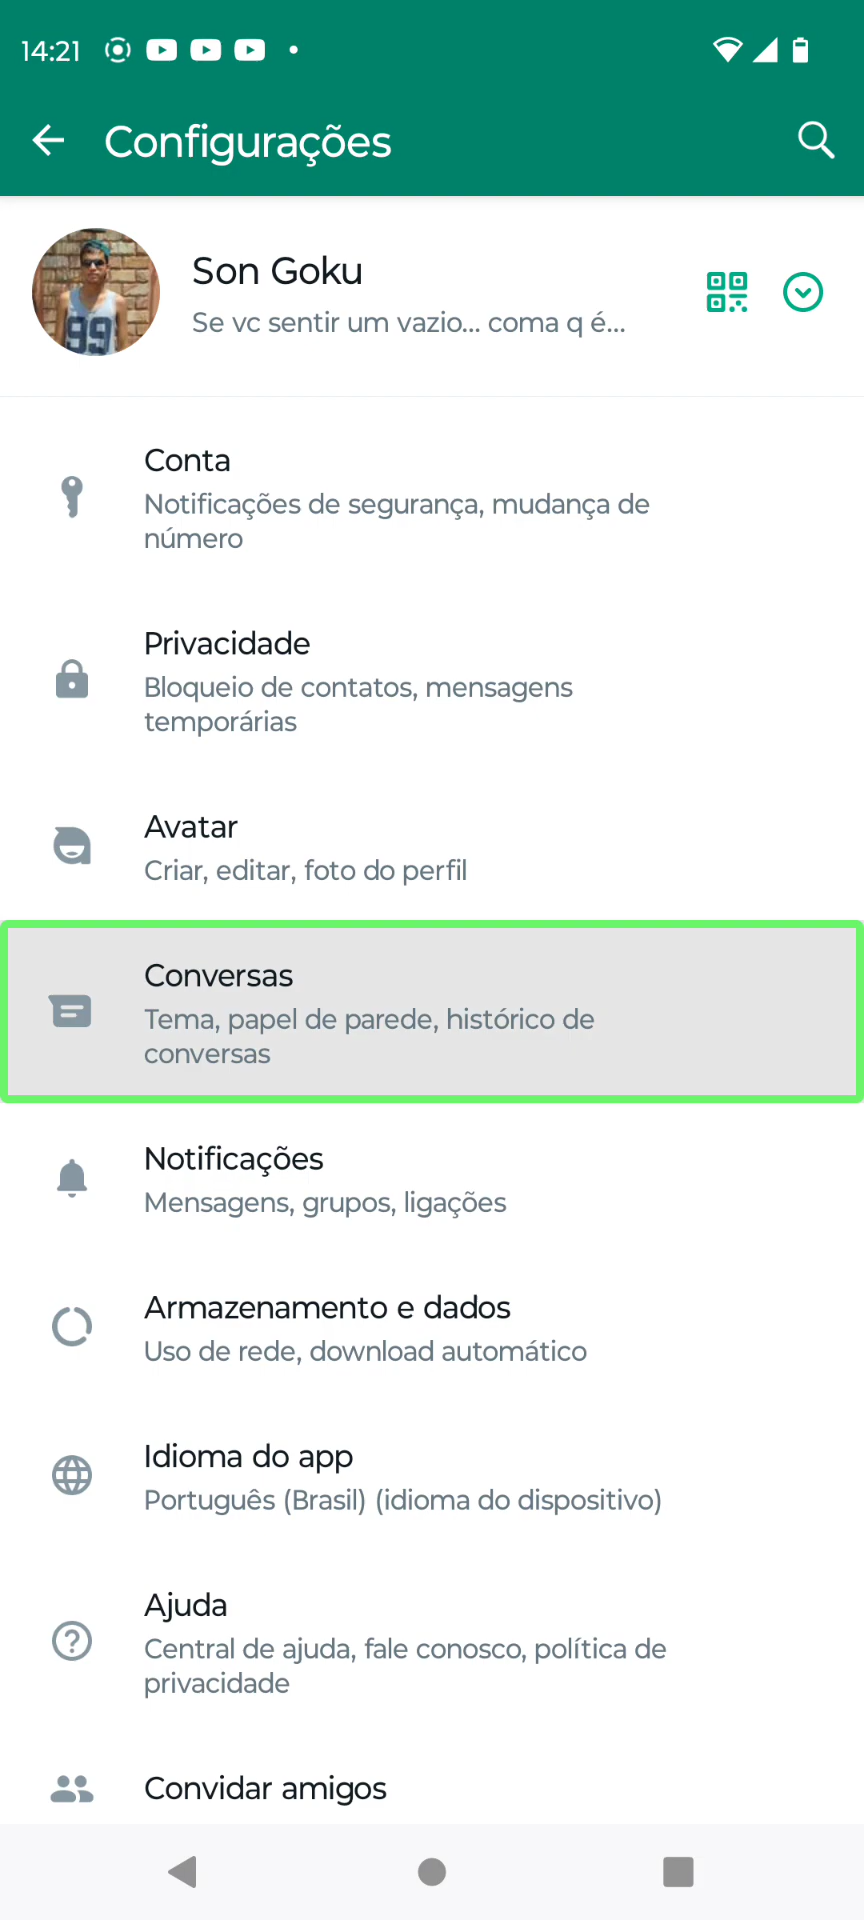 14:21
Configurações
Son Goku
Se vc sentir um vazio... coma q é...
99
Conta
Notificações de segurança, mudança de
número
Privacidade
Bloqueio de contatos, mensagens
temporárias
Avatar
Criar, editar, foto do perfil
Conversas
Tema, papel de parede, histórico de
conversas
Notificações
Mensagens, grupos, ligações
Armazenamento e dados
Uso de rede, download automático
Idioma do app
Português (Brasil) (idioma do dispositivo)
Ajuda
Central de ajuda, fale conosco, política de
privacidade
Convidar amigos